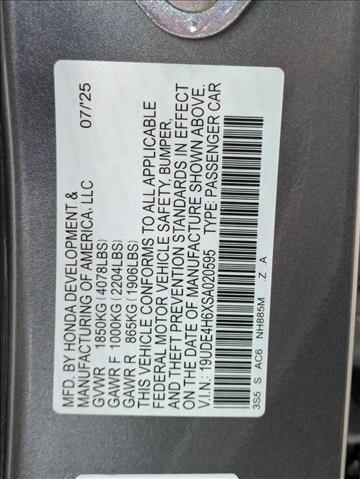 MFD. BY HONDA DEVELOPMENT &
MANUFACTURING OF AMERICA, LLC 07/'25
GVWR 1850KG(4078LBS)
GAWR F 1000KG(2204LBS)
GAWR R 865KG(1906LBS)
THIS VEHICLE CONFORMS TO ALL APPLICABLE
FEDERAL MOTOR VEHICLE SAFETY, BUMPER,
AND THEFT PREVENTION STANDARDS IN EFFECT
ON THE DATE OF MANUFACTURE SHOWN ABOVE.
V.I.N.: 19UDE4H6XSA020595 TYPE: PASSENGER CAR
3S5 S AC6 NH885M . Z A